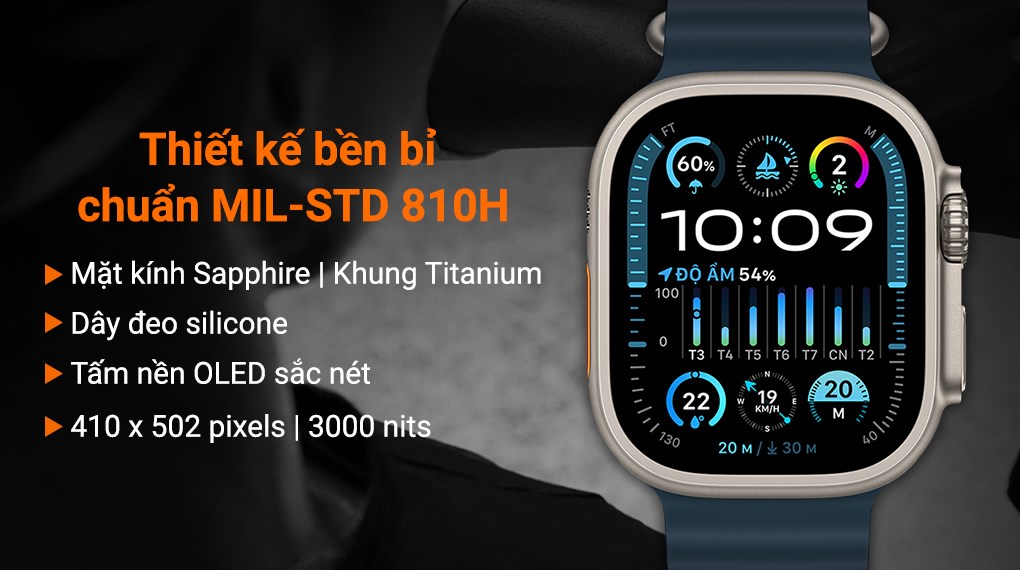 Thiết kế bền bỉ
chuẩn MIL-STD 810H
Mặt kính Sapphire | Khung Titanium
Dây đeo silicone
Tấm nền OLED sắc nét
410 x 502 pixels | 3000 nits
FT
M
60%
2
10:09
ĐỘ ẨM 54%
100
0
T3 T4 T5 T6 T7 CN T2
22
N
W 19 E
KM/H
S
20
M
130
40
20 M / 30 M